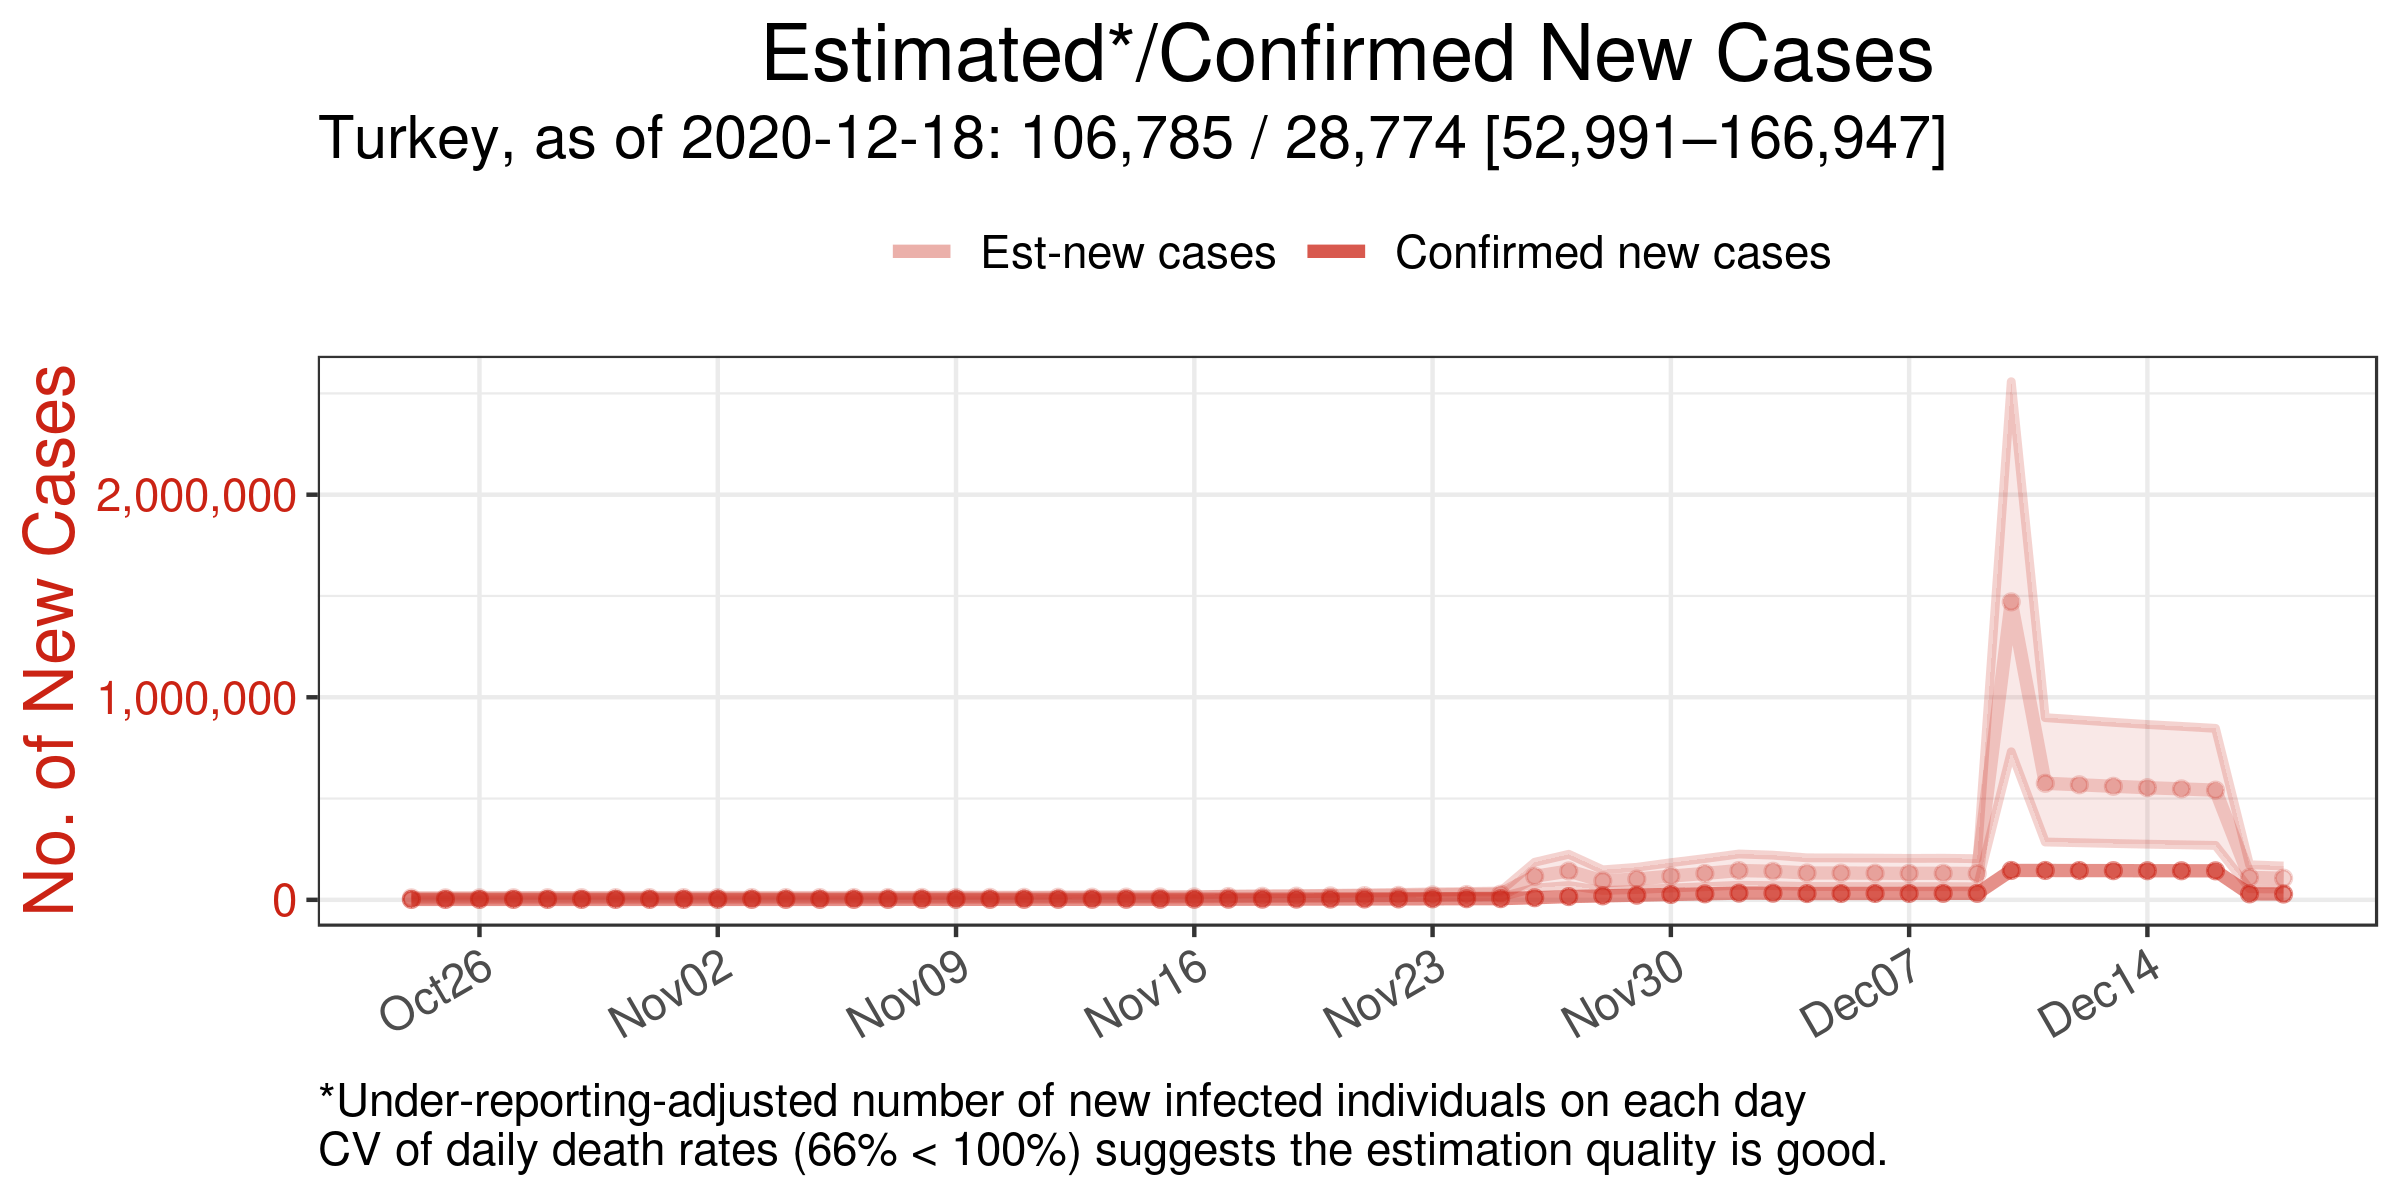 Estimated*/Confirmed New Cases
Turkey, as of 2020-12-18: 106,785 / 28,774 [52,991–166,947]
Est-new cases
Confirmed new cases
No. of New Cases
2,000,000
1,000,000
0
Oct26
Nov02
Nov09
Nov16
Nov23
Nov30
Dec07
Dec14
*Under-reporting-adjusted number of new infected individuals on each day
CV of daily death rates (66% < 100%) suggests the estimation quality is good.